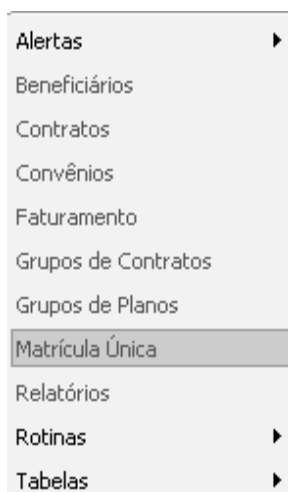 Alertas
Beneficiários
Contratos
Convênios
Faturamento
Grupos de Contratos
Grupos de Planos
Matrícula Única
Relatórios
Rotinas
Tabelas